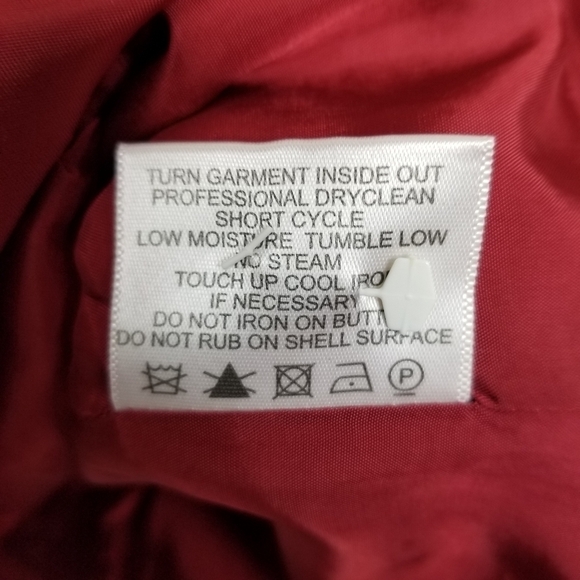 TURN GARMENT INSIDE OUT
PROFESSIONAL DRYCLEAN
SHORT CYCLE
LOW MOISTURE TUMBLE LOW
NO STEAM
TOUCH UP COOL IRON
IF NECESSARY
DO NOT IRON ON
DO NOT RUB ON SHELL SURFACE
P